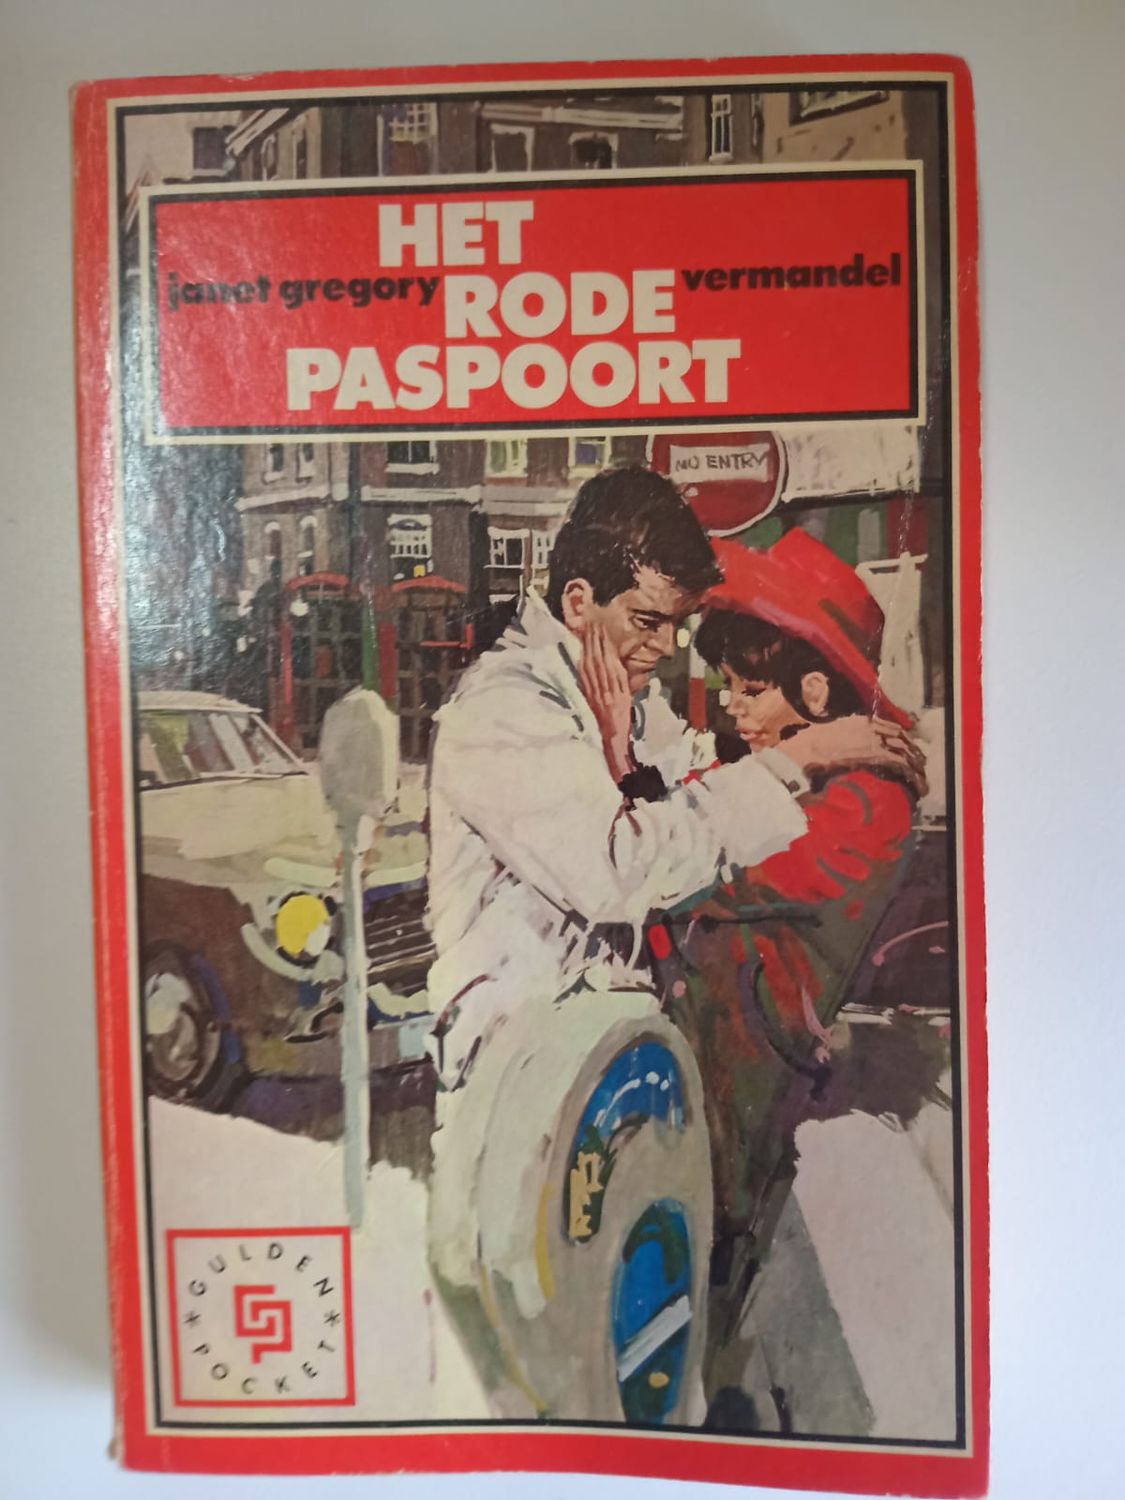 HET
janet gregory RODE vermandel
PASPOORT
NO ENTRY
GULDEN
POCKET